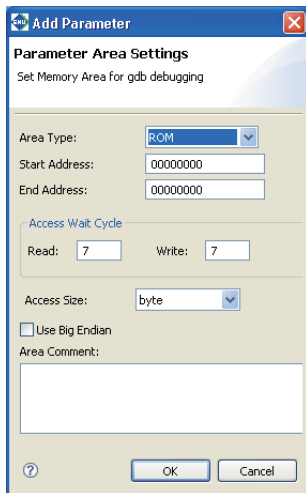 GNU Add Parameter
Parameter Area Settings
Set Memory Area for gdb debugging
Area Type: ROM
Start Address: 00000000
End Address: 00000000
Access Wait Cycle
Read: 7 Write: 7
Access Size: byte
Use Big Endian
Area Comment:
? OK Cancel